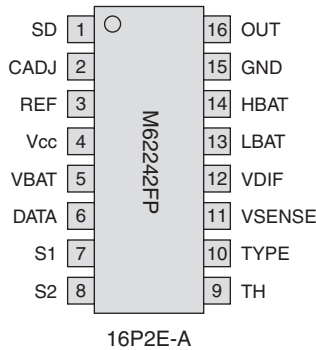 SD 1 16 OUT
CADJ 2 15 GND
REF 3 14 HBAT
Vcc 4 13 LBAT
VBAT 5 12 VDIF
DATA 6 11 VSENSE
S1 7 10 TYPE
S2 8 9 TH
M62242FP
16P2E-A